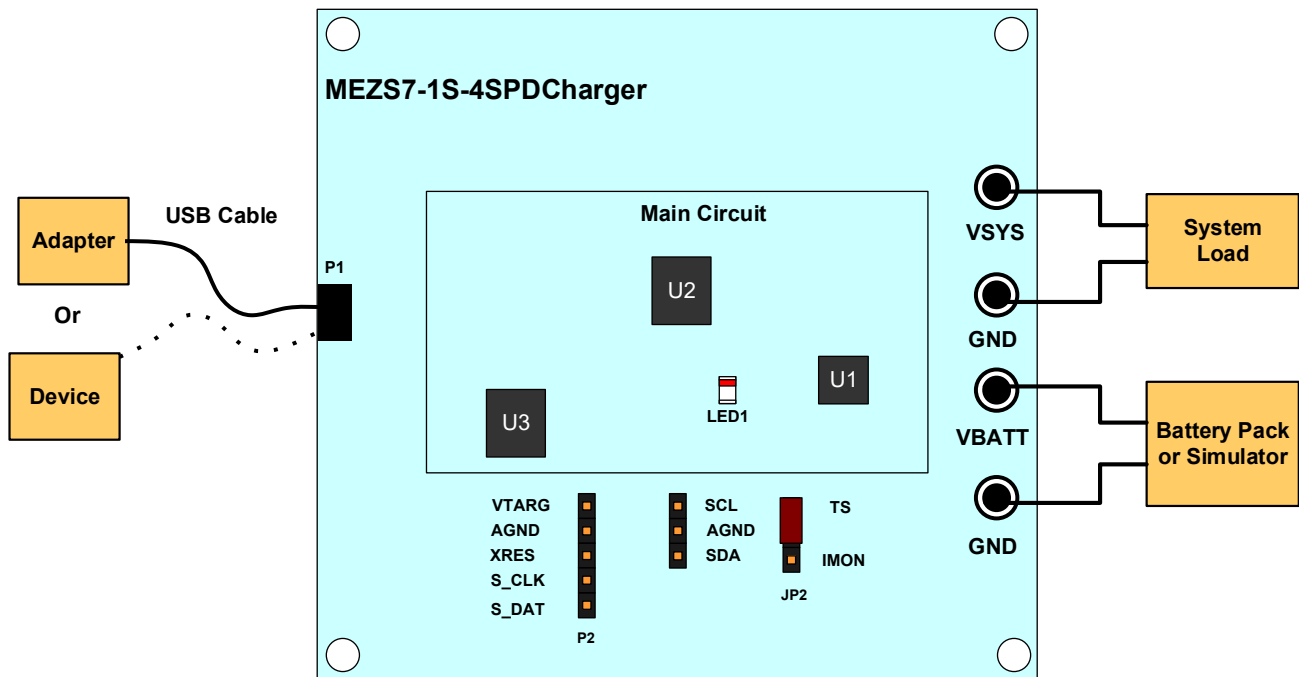 MEZS7-1S-4SPDCharger
Adapter
Or
Device
USB Cable
P1
Main Circuit
U2
U1
U3
LED1
VSYS
GND
VBATT
GND
System
Load
Battery Pack
or Simulator
VTARG
AGND
XRES
S_CLK
S_DAT
P2
SCL
AGND
SDA
TS
IMON
JP2